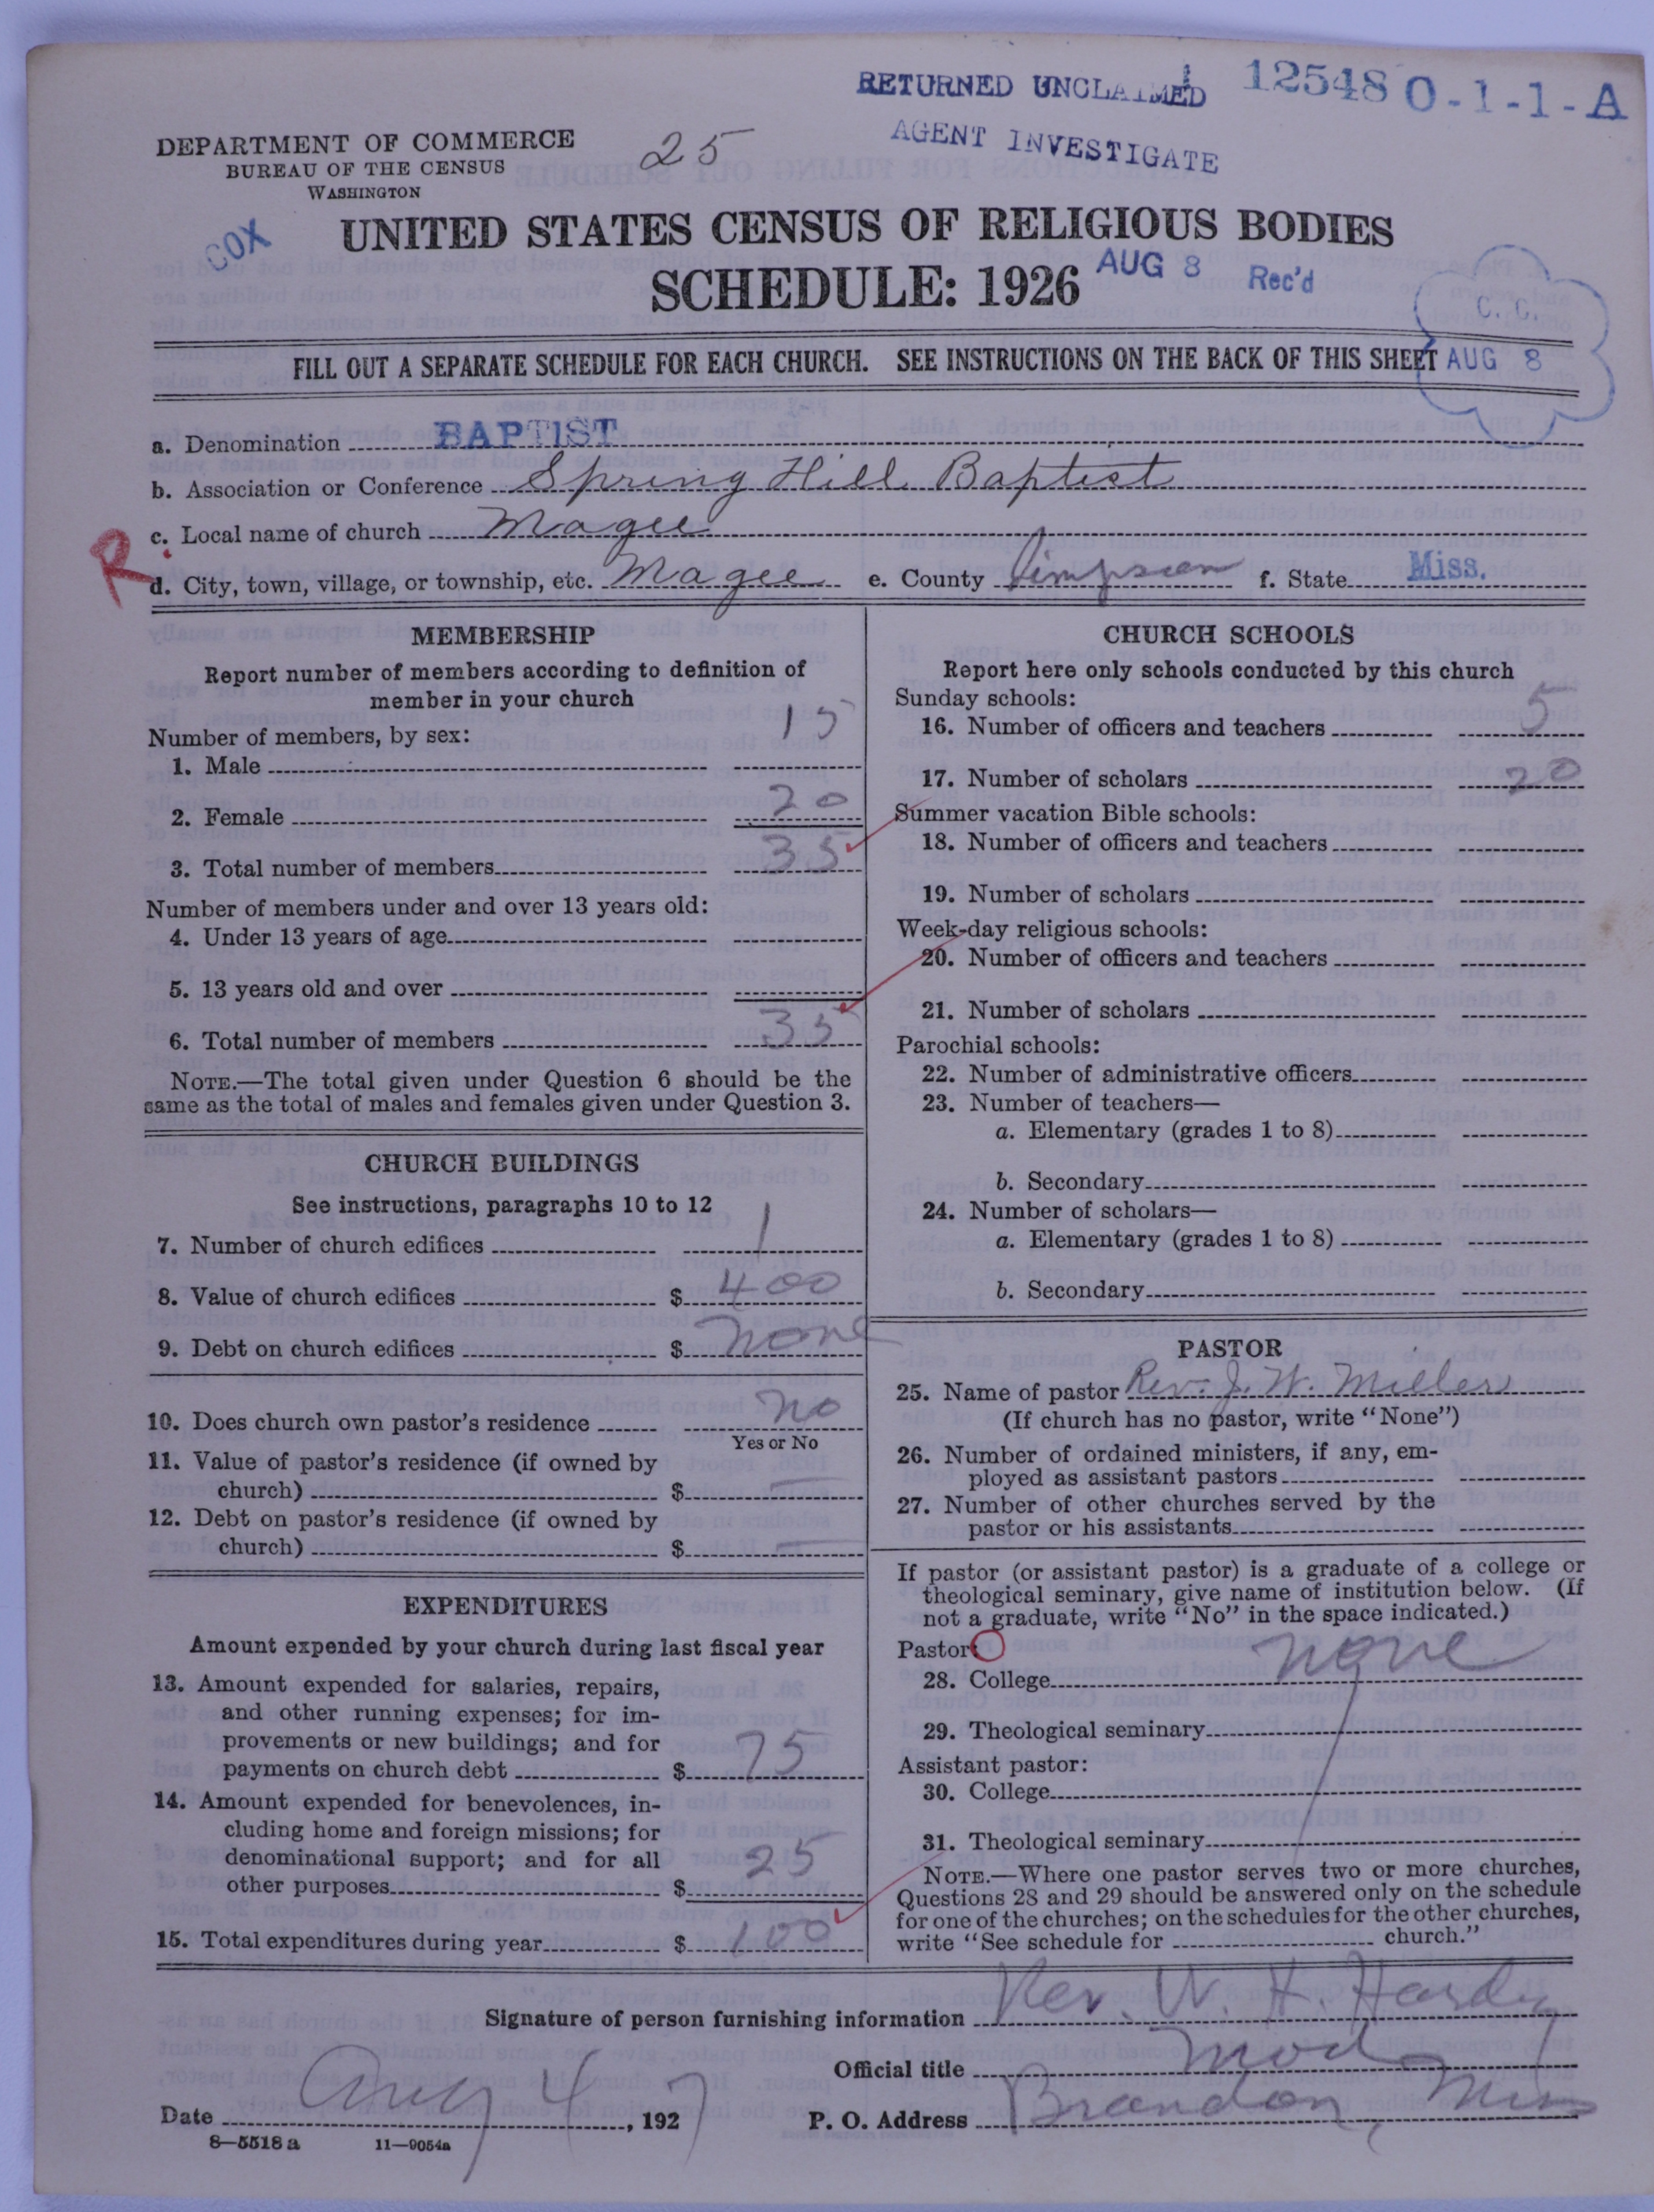 RETURNED UNCLAIMED 12548 0-1-1-A
AGENT INVESTIGATE
DEPARTMENT OF COMMERCE
BUREAU OF THE CENSUS
WASHINGTON
25
COX
UNITED STATES CENSUS OF RELIGIOUS BODIES
SCHEDULE: 1926
AUG 8 Rec'd
C. C.
AUG 8
FILL OUT A SEPARATE SCHEDULE FOR EACH CHURCH. SEE INSTRUCTIONS ON THE BACK OF THIS SHEET
a. Denomination BAPTIST
b. Association or Conference Spring Hill Baptist
c. Local name of church Magee
R
d. City, town, village, or township, etc. Magee e. County Simpson f. State Miss.
MEMBERSHIP
Report number of members according to definition of
member in your church
Number of members, by sex:
1. Male 15
2. Female 20
3. Total number of members 35
Number of members under and over 13 years old:
4. Under 13 years of age
5. 13 years old and over
6. Total number of members 35
NOTE.—The total given under Question 6 should be the
same as the total of males and females given under Question 3.
CHURCH BUILDINGS
See instructions, paragraphs 10 to 12
7. Number of church edifices 1
8. Value of church edifices $ 400
9. Debt on church edifices $ none
10. Does church own pastor's residence no
Yes or No
11. Value of pastor's residence (if owned by
church) $ —
12. Debt on pastor's residence (if owned by
church) $ —
EXPENDITURES
Amount expended by your church during last fiscal year
13. Amount expended for salaries, repairs,
and other running expenses; for im-
provements or new buildings; and for
payments on church debt $ 75
14. Amount expended for benevolences, in-
cluding home and foreign missions; for
denominational support; and for all
other purposes $ 25
15. Total expenditures during year $ 100
CHURCH SCHOOLS
Report here only schools conducted by this church
Sunday schools:
16. Number of officers and teachers 5
17. Number of scholars 20
Summer vacation Bible schools:
18. Number of officers and teachers
19. Number of scholars
Week-day religious schools:
20. Number of officers and teachers
21. Number of scholars
Parochial schools:
22. Number of administrative officers
23. Number of teachers—
a. Elementary (grades 1 to 8)
b. Secondary
24. Number of scholars—
a. Elementary (grades 1 to 8)
b. Secondary
PASTOR
25. Name of pastor Rev. J. W. Miller
(If church has no pastor, write "None")
26. Number of ordained ministers, if any, em-
ployed as assistant pastors
27. Number of other churches served by the
pastor or his assistants
If pastor (or assistant pastor) is a graduate of a college or
theological seminary, give name of institution below. (If
not a graduate, write "No" in the space indicated.)
Pastor:
28. College none
29. Theological seminary
Assistant pastor:
30. College
31. Theological seminary
NOTE.—Where one pastor serves two or more churches,
Questions 28 and 29 should be answered only on the schedule
for one of the churches; on the schedules for the other churches,
write "See schedule for church."
Signature of person furnishing information Rev. W. H. Hardy
Official title Mod
Date Aug 4, 192 7 P. O. Address Brandon, Miss
8—5518 a 11—9054a